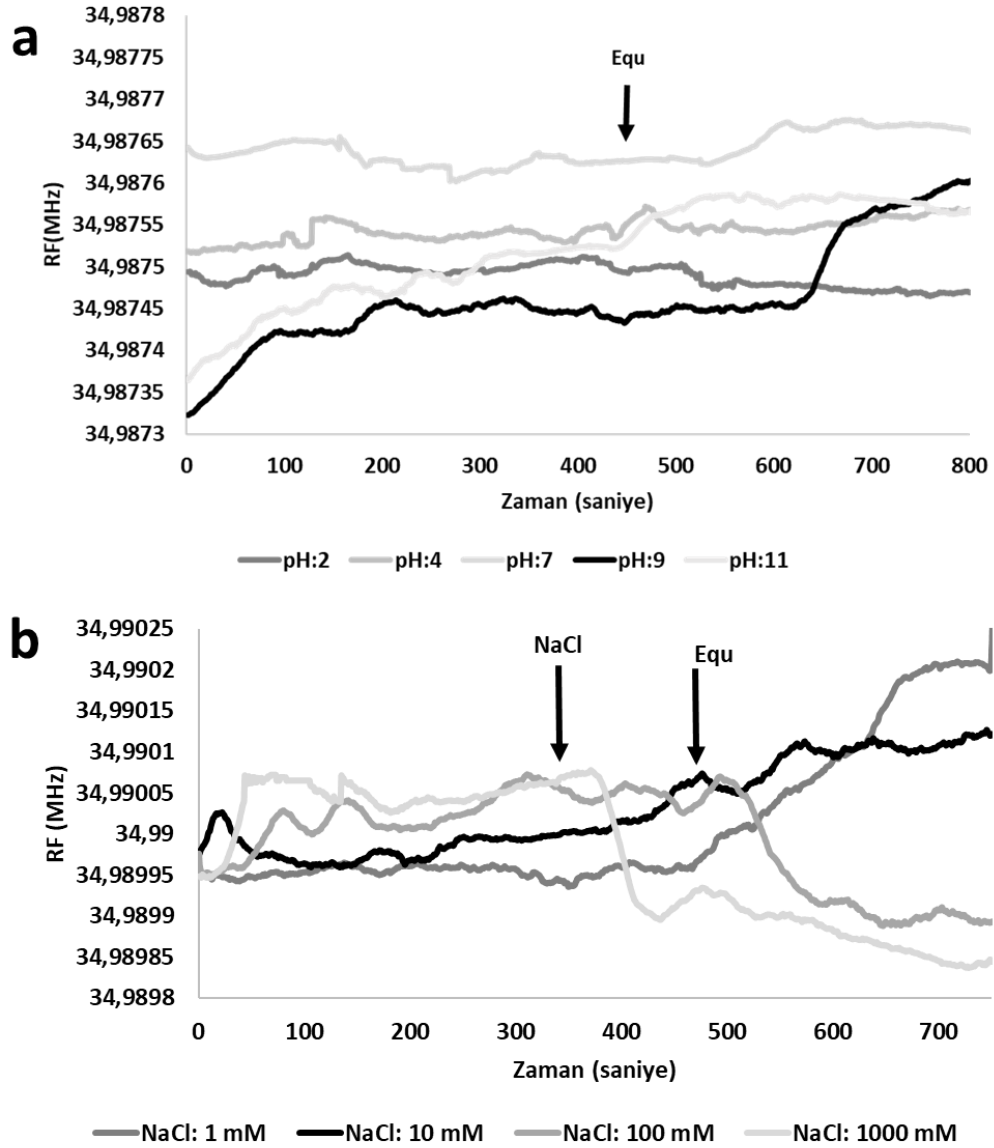 a
34,9878
34,98775
34,9877
34,98765
34,9876
34,98755
34,9875
34,98745
34,9874
34,98735
34,9873
RF(MHz)
Equ
0 100 200 300 400 500 600 700 800
Zaman (saniye)
pH:2 pH:4 pH:7 pH:9 pH:11
b
34,99025
34,9902
34,99015
34,9901
34,99005
34,99
34,98995
34,9899
34,98985
34,9898
RF (MHz)
NaCl Equ
0 100 200 300 400 500 600 700
Zaman (saniye)
NaCl: 1 mM NaCl: 10 mM NaCl: 100 mM NaCl: 1000 mM